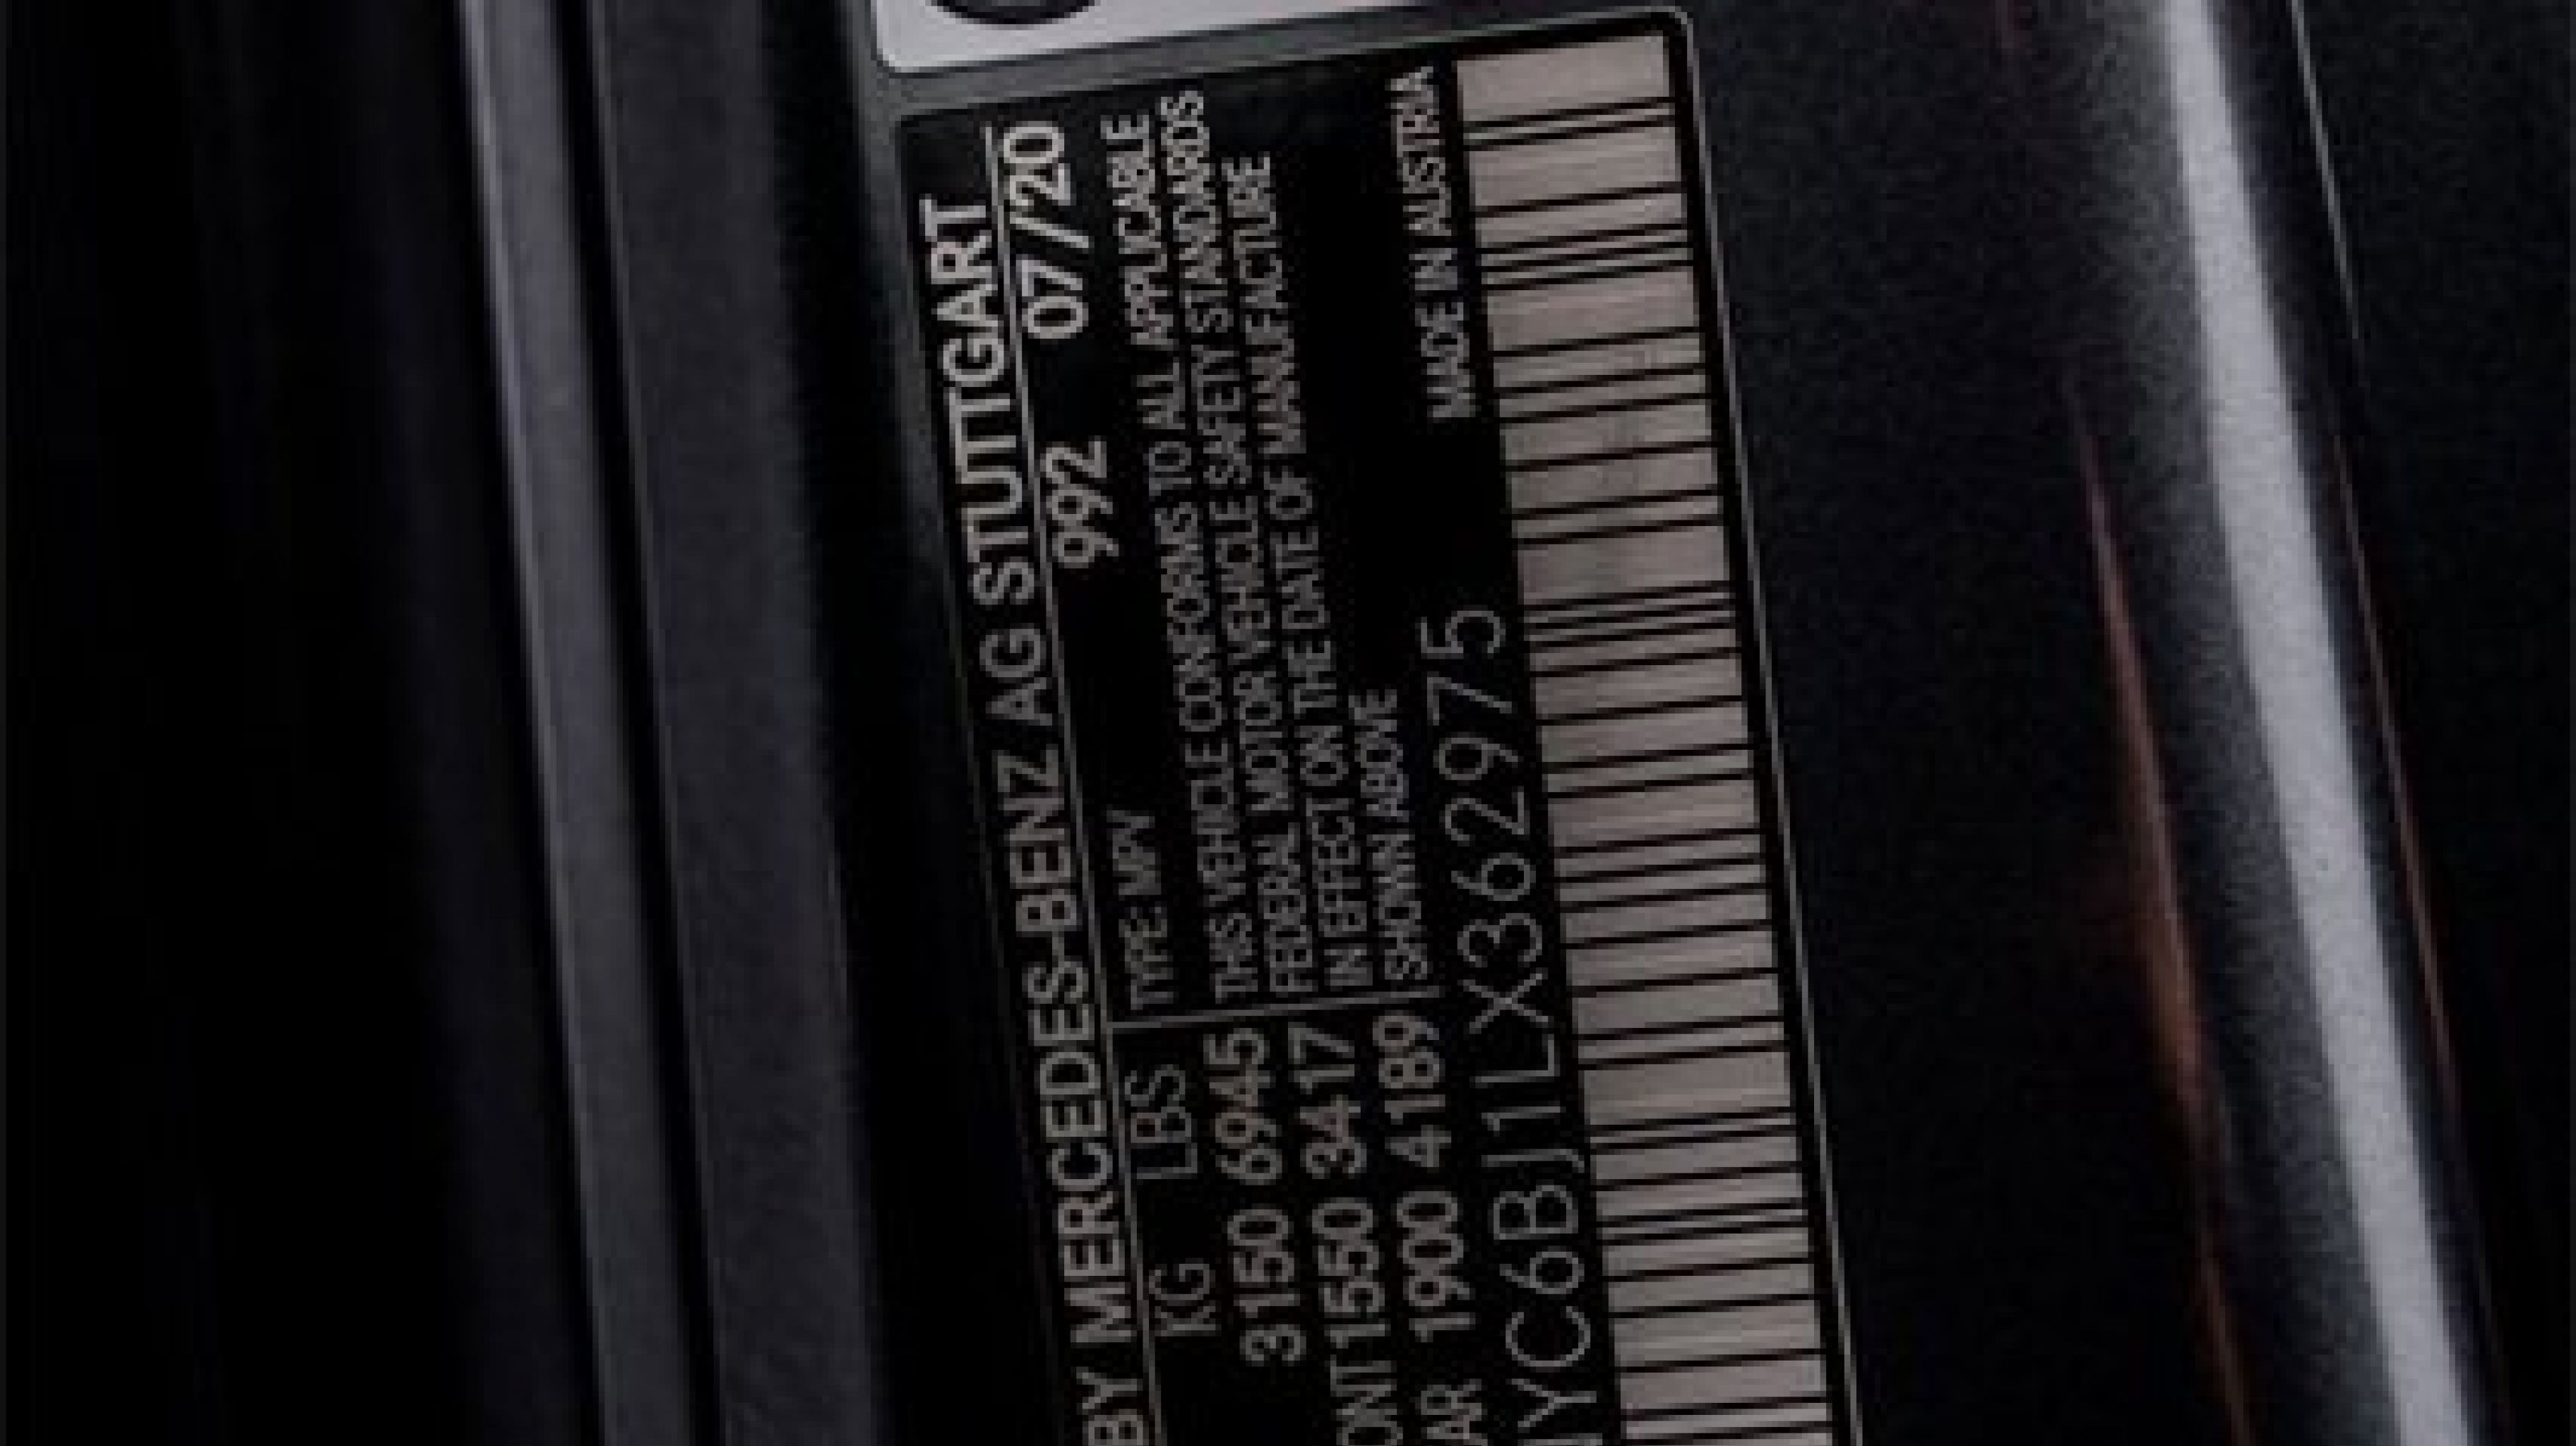 BY MERCEDES-BENZ AG STUTTGART
992 07/20
KG LBS
3150 6945
1550 3417
1900 4189
TYPE MPV
THIS VEHICLE CONFORMS TO ALL APPLICABLE
FEDERAL MOTOR VEHICLE SAFETY STANDARDS
IN EFFECT ON THE DATE OF MANUFACTURE
SHOWN ABOVE
MADE IN AUSTRIA
YC6BJ1LX362975